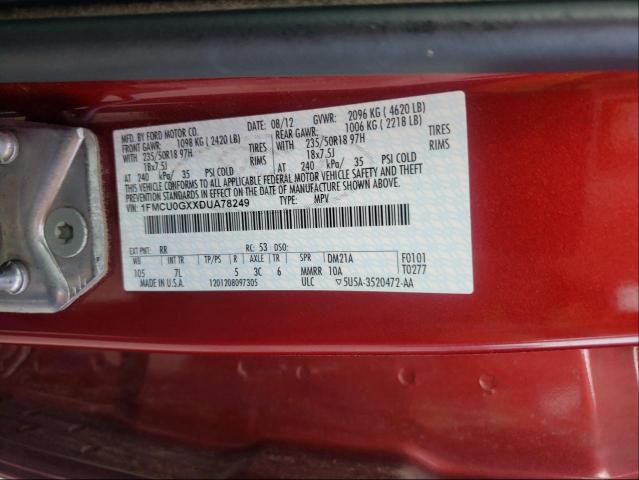 MFD. BY FORD MOTOR CO.
DATE: 08/12 GVWR: 2096 KG ( 4620 LB)
FRONT GAWR: 1098 KG ( 2420 LB) REAR GAWR: 1006 KG ( 2218 LB)
235/50R18 97H TIRES 235/50R18 97H TIRES
18x7.5J RIMS 18x7.5J RIMS
AT 240 kPa/ 35 PSI COLD AT 240 kPa/ 35 PSI COLD
THIS VEHICLE CONFORMS TO ALL APPLICABLE FEDERAL MOTOR VEHICLE SAFETY AND THEFT
PREVENTION STANDARDS IN EFFECT ON THE DATE OF MANUFACTURE SHOWN ABOVE.
VIN: 1FMCU0GXXDUA78249 TYPE: MPV
EXT PNT: RR RC: 53 DSO:
WB INT TR TP/PS R AXLE TR SPR DM21A F0101
105 7L 5 3C 6 MMRR 10A T0277
MADE IN U.S.A. 1201208097305 ULC ▽5U5A-3520472-AA